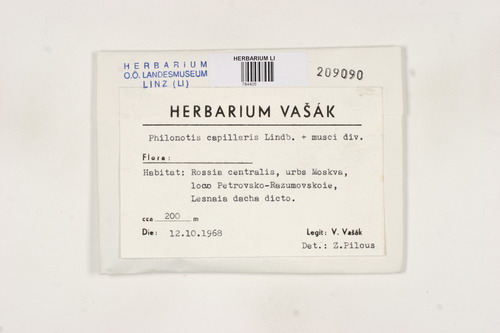 HERBARIUM
O.Ö. LANDESMUSEUM
LINZ (LI)
HERBARIUM LI
209090
HERBARIUM VAŠÁK
Philonotis capillaris Lindb. + musci div.
Flora:
Habitat: Rossia centralis, urbs Moskva,
loco Petrovsko-Razumovskoie,
Lesnaia dacha dicto.
cca 200 m
Die: 12.10.1968
Legit: V. Vašák
Det.: Z.Pilous